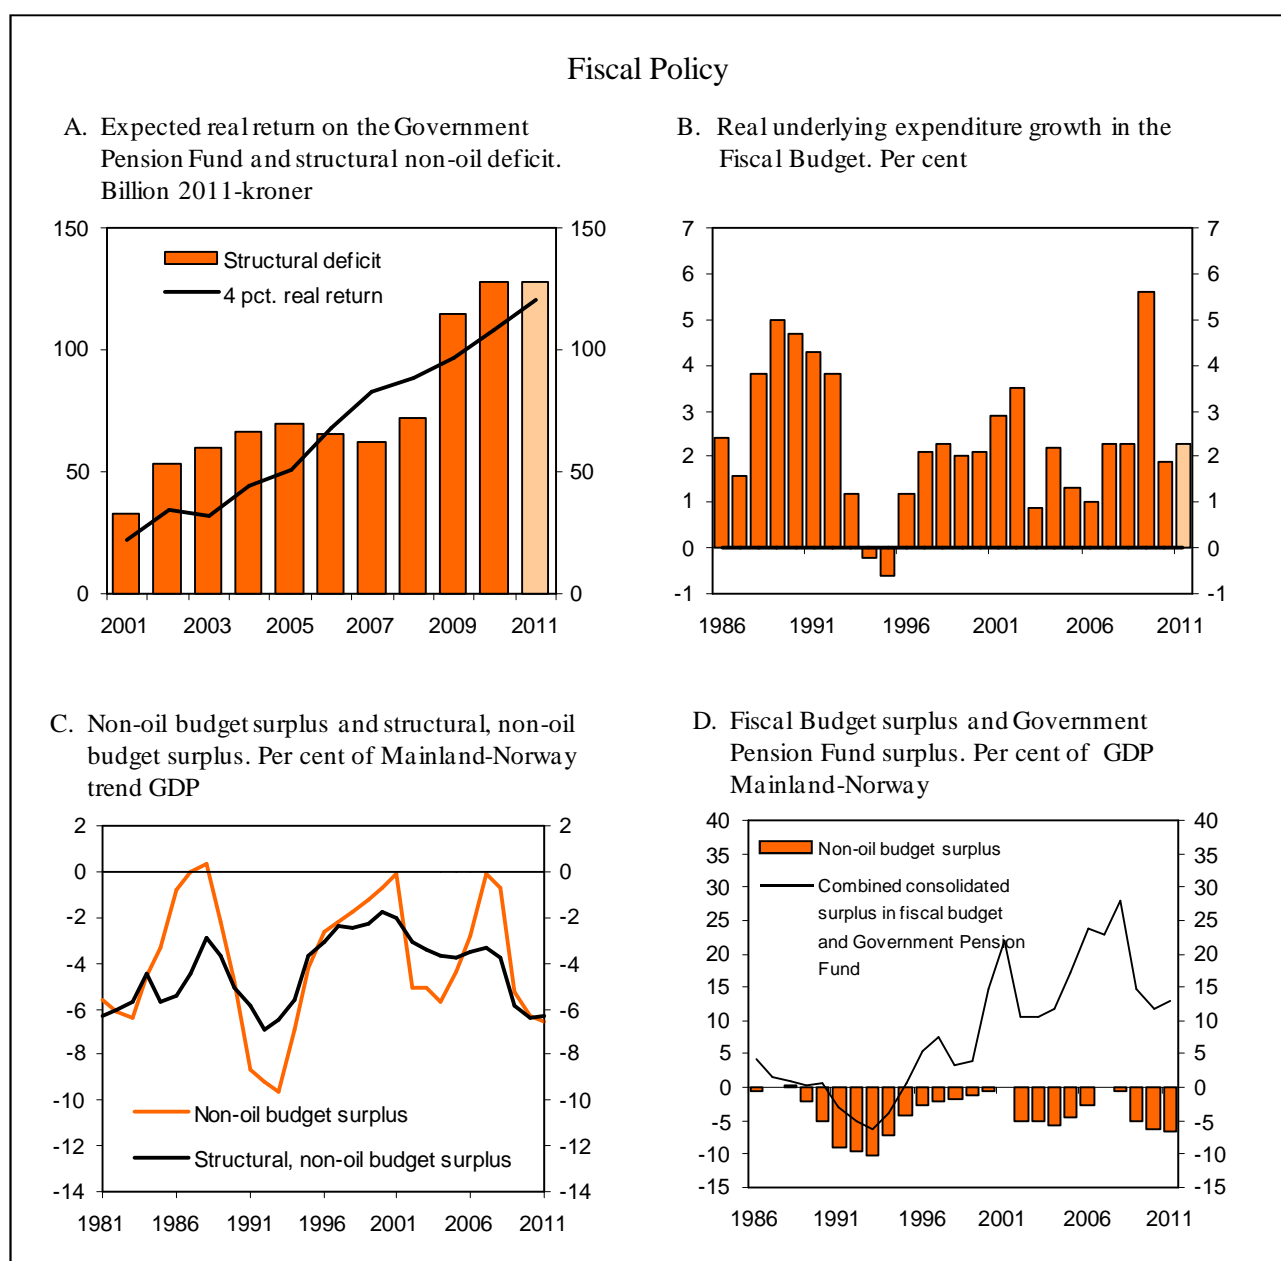 Fiscal Policy
A. Expected real return on the Government
Pension Fund and structural non-oil deficit.
Billion 2011-kroner
150
100
50
0
150
100
50
0
Structural deficit
4 pct. real return
2001 2003 2005 2007 2009 2011
B. Real underlying expenditure growth in the
Fiscal Budget. Per cent
7
6
5
4
3
2
1
0
-1
7
6
5
4
3
2
1
0
-1
1986 1991 1996 2001 2006 2011
C. Non-oil budget surplus and structural, non-oil
budget surplus. Per cent of Mainland-Norway
trend GDP
2
0
-2
-4
-6
-8
-10
-12
-14
2
0
-2
-4
-6
-8
-10
-12
-14
Non-oil budget surplus
Structural, non-oil budget surplus
1981 1986 1991 1996 2001 2006 2011
D. Fiscal Budget surplus and Government
Pension Fund surplus. Per cent of GDP
Mainland-Norway
40
35
30
25
20
15
10
5
0
-5
-10
-15
40
35
30
25
20
15
10
5
0
-5
-10
-15
Non-oil budget surplus
Combined consolidated
surplus in fiscal budget
and Government Pension
Fund
1986 1991 1996 2001 2006 2011